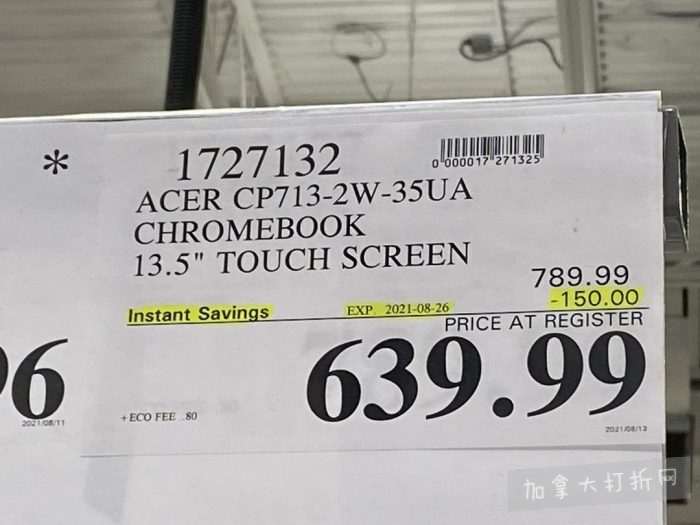 *
1727132
0 000017 271325
ACER CP713-2W-35UA
CHROMEBOOK
13.5" TOUCH SCREEN
789.99
-150.00
Instant Savings EXP. 2021-08-26
PRICE AT REGISTER
639.99
+ ECO FEE .80
2021/08/13
96
2021/08/11
加拿大打折网